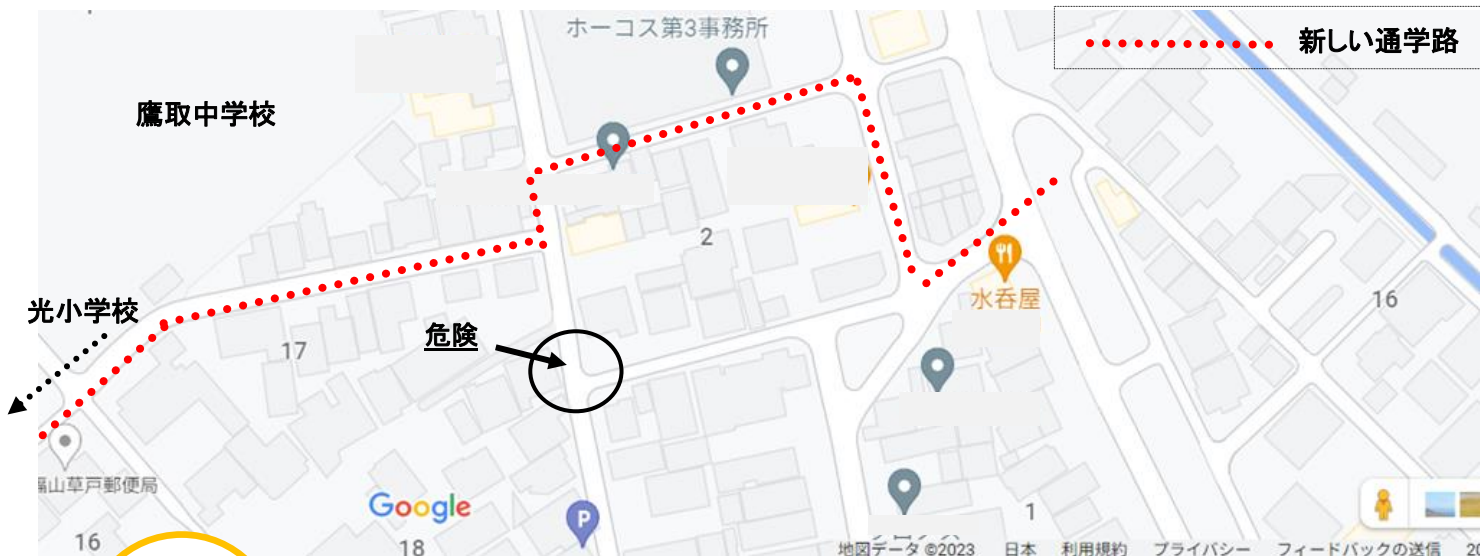 ホーコス第3事務所
新しい通学路
鷹取中学校
2
光小学校
水呑屋
16
危険
17
福山草戸郵便局
Google
P
1
16
18
地図データ ©2023 日本 利用規約 プライバシー フィードバックの送信